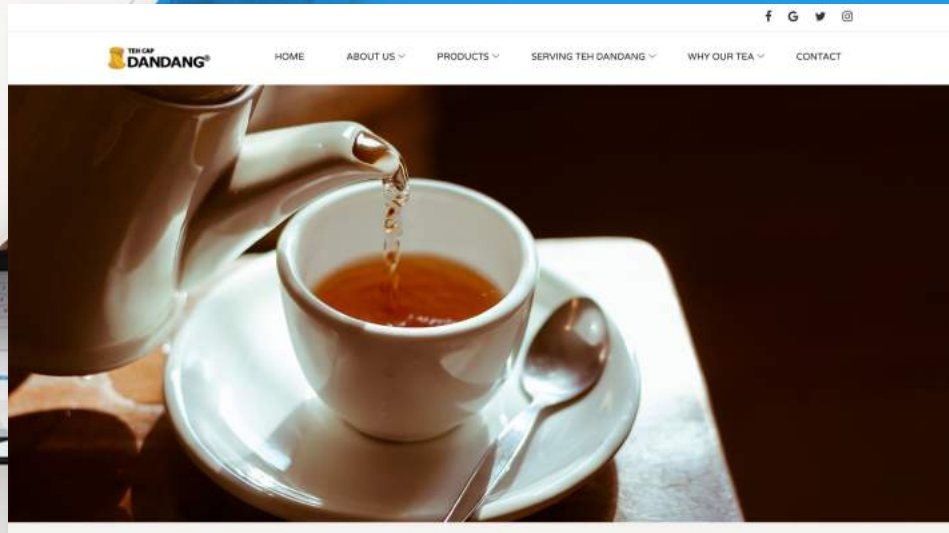 TEH CAP
DANDANG®
HOME
ABOUT US
PRODUCTS
SERVING TEH DANDANG
WHY OUR TEA
CONTACT